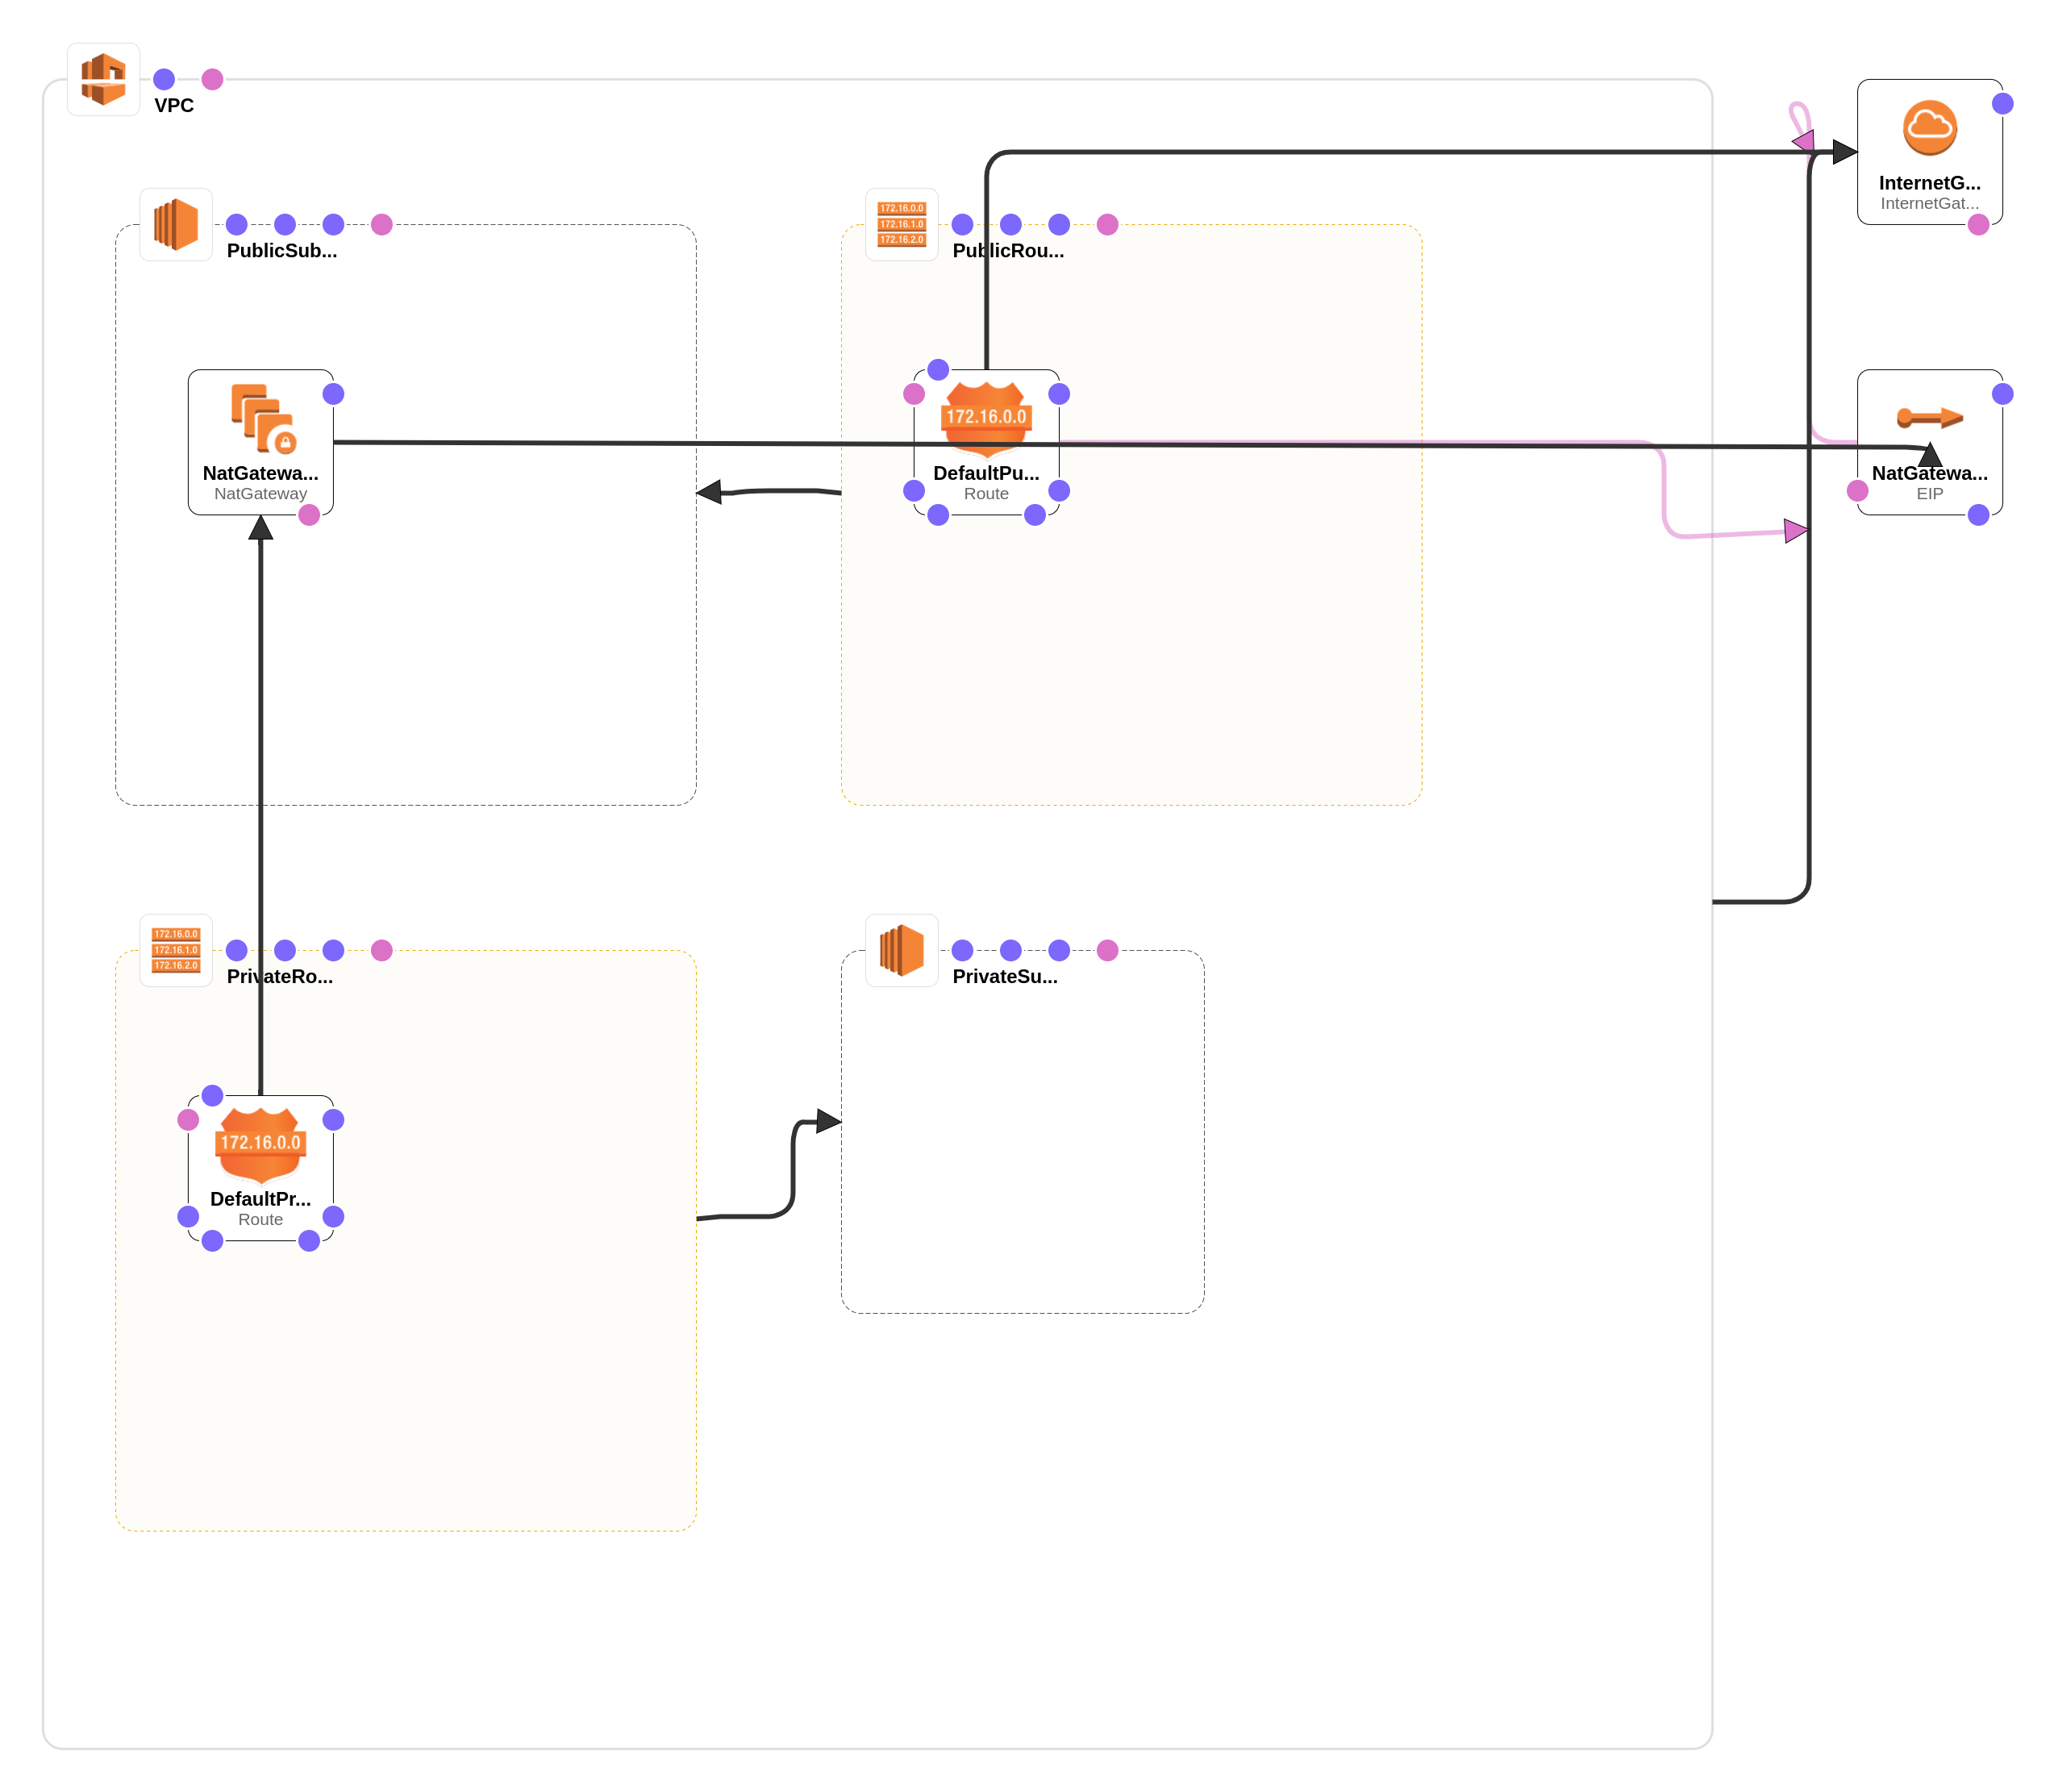 VPC
InternetG...
InternetGat...
172.16.0.0
172.16.1.0
172.16.2.0
PublicSub...
PublicRou...
NatGatewa...
NatGateway
172.16.0.0
DefaultPu...
Route
NatGatewa...
EIP
172.16.0.0
172.16.1.0
172.16.2.0
PrivateRo...
PrivateSu...
172.16.0.0
DefaultPr...
Route